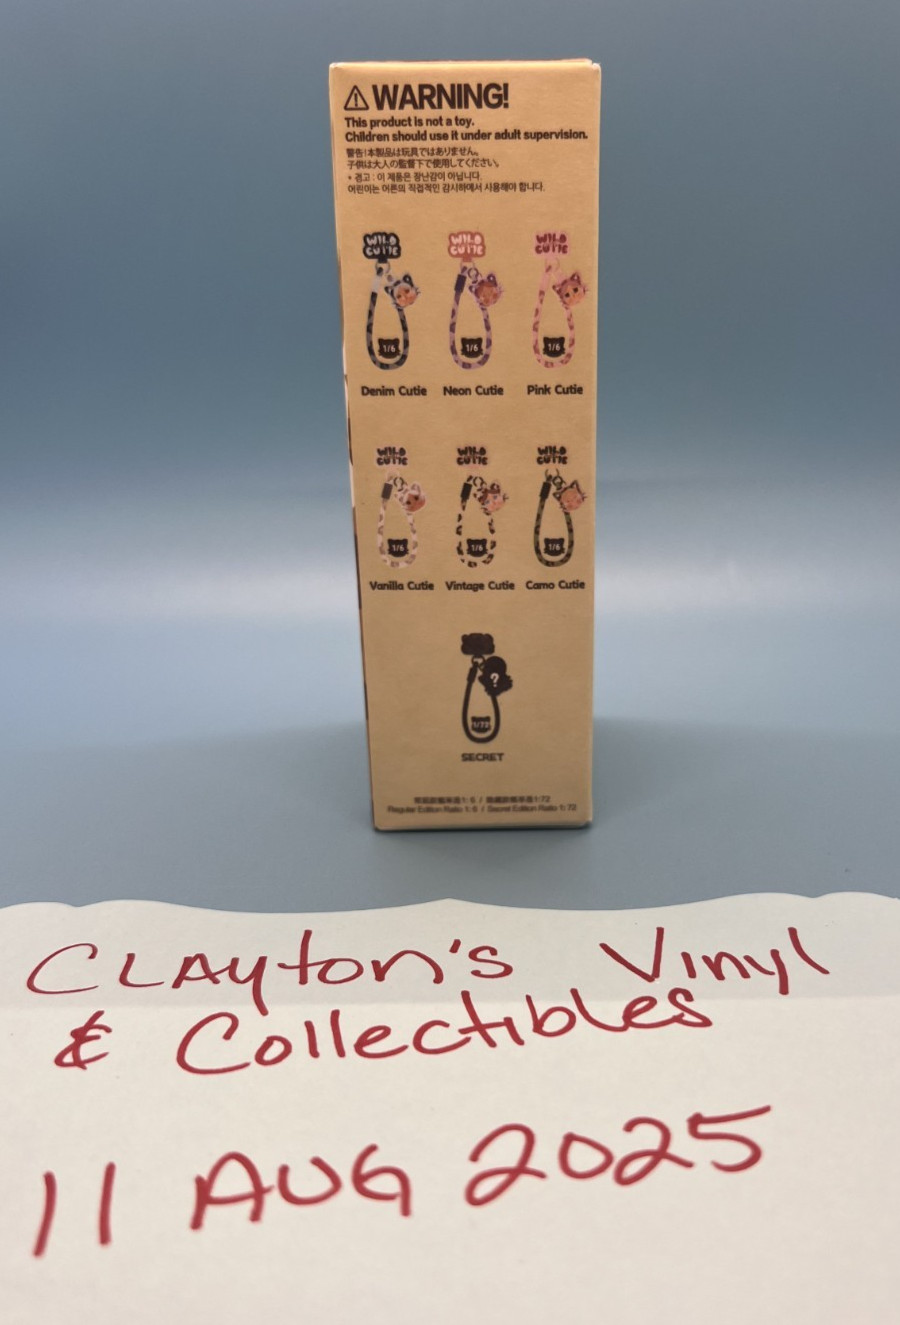 ⚠ WARNING!
This product is not a toy.
Children should use it under adult supervision.
警告!本製品は玩具ではありません。
子供は大人の監督下で使用してください。
* 경고 : 이 제품은 장난감이 아닙니다.
어린이는 어른의 직접적인 감시하에서 사용해야 합니다.
WILD CUTIE WILD CUTIE WILD CUTIE
1/6 1/6 1/6
Denim Cutie Neon Cutie Pink Cutie
WILD CUTIE WILD CUTIE WILD CUTIE
1/6 1/6 1/6
Vanilla Cutie Vintage Cutie Camo Cutie
?
1/72
SECRET
1: 6 / 1:72
Regular Edition Ratio 1: 6 / Secret Edition Ratio 1: 72
CLAyton's Vinyl
& Collectibles
11 AUG 2025